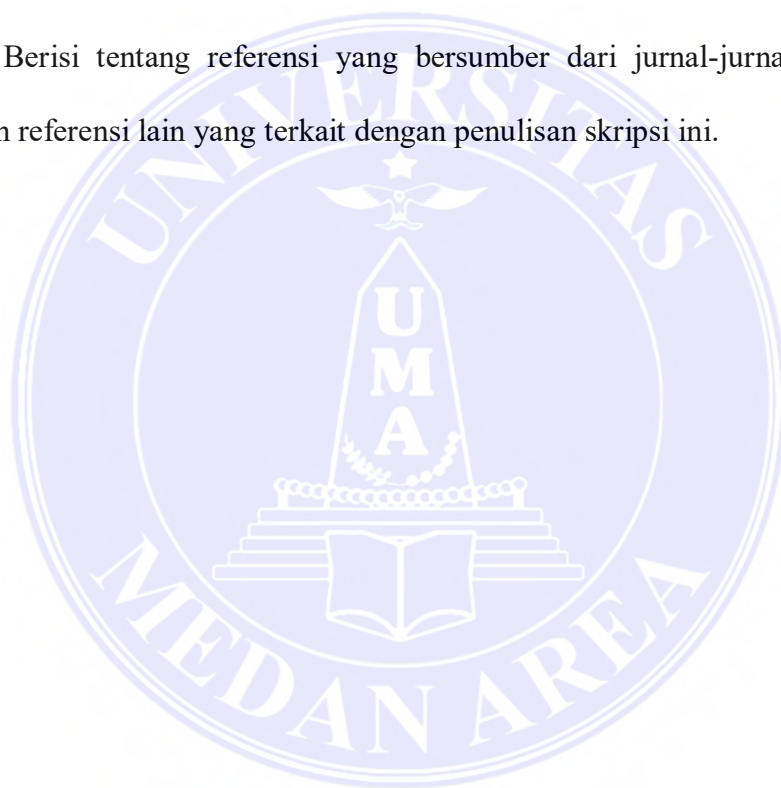 Berisi tentang referensi yang bersumber dari jurnal-jurna
n referensi lain yang terkait dengan penulisan skripsi ini.
UNIVERSITAS
U
M
A
MEDAN AREA